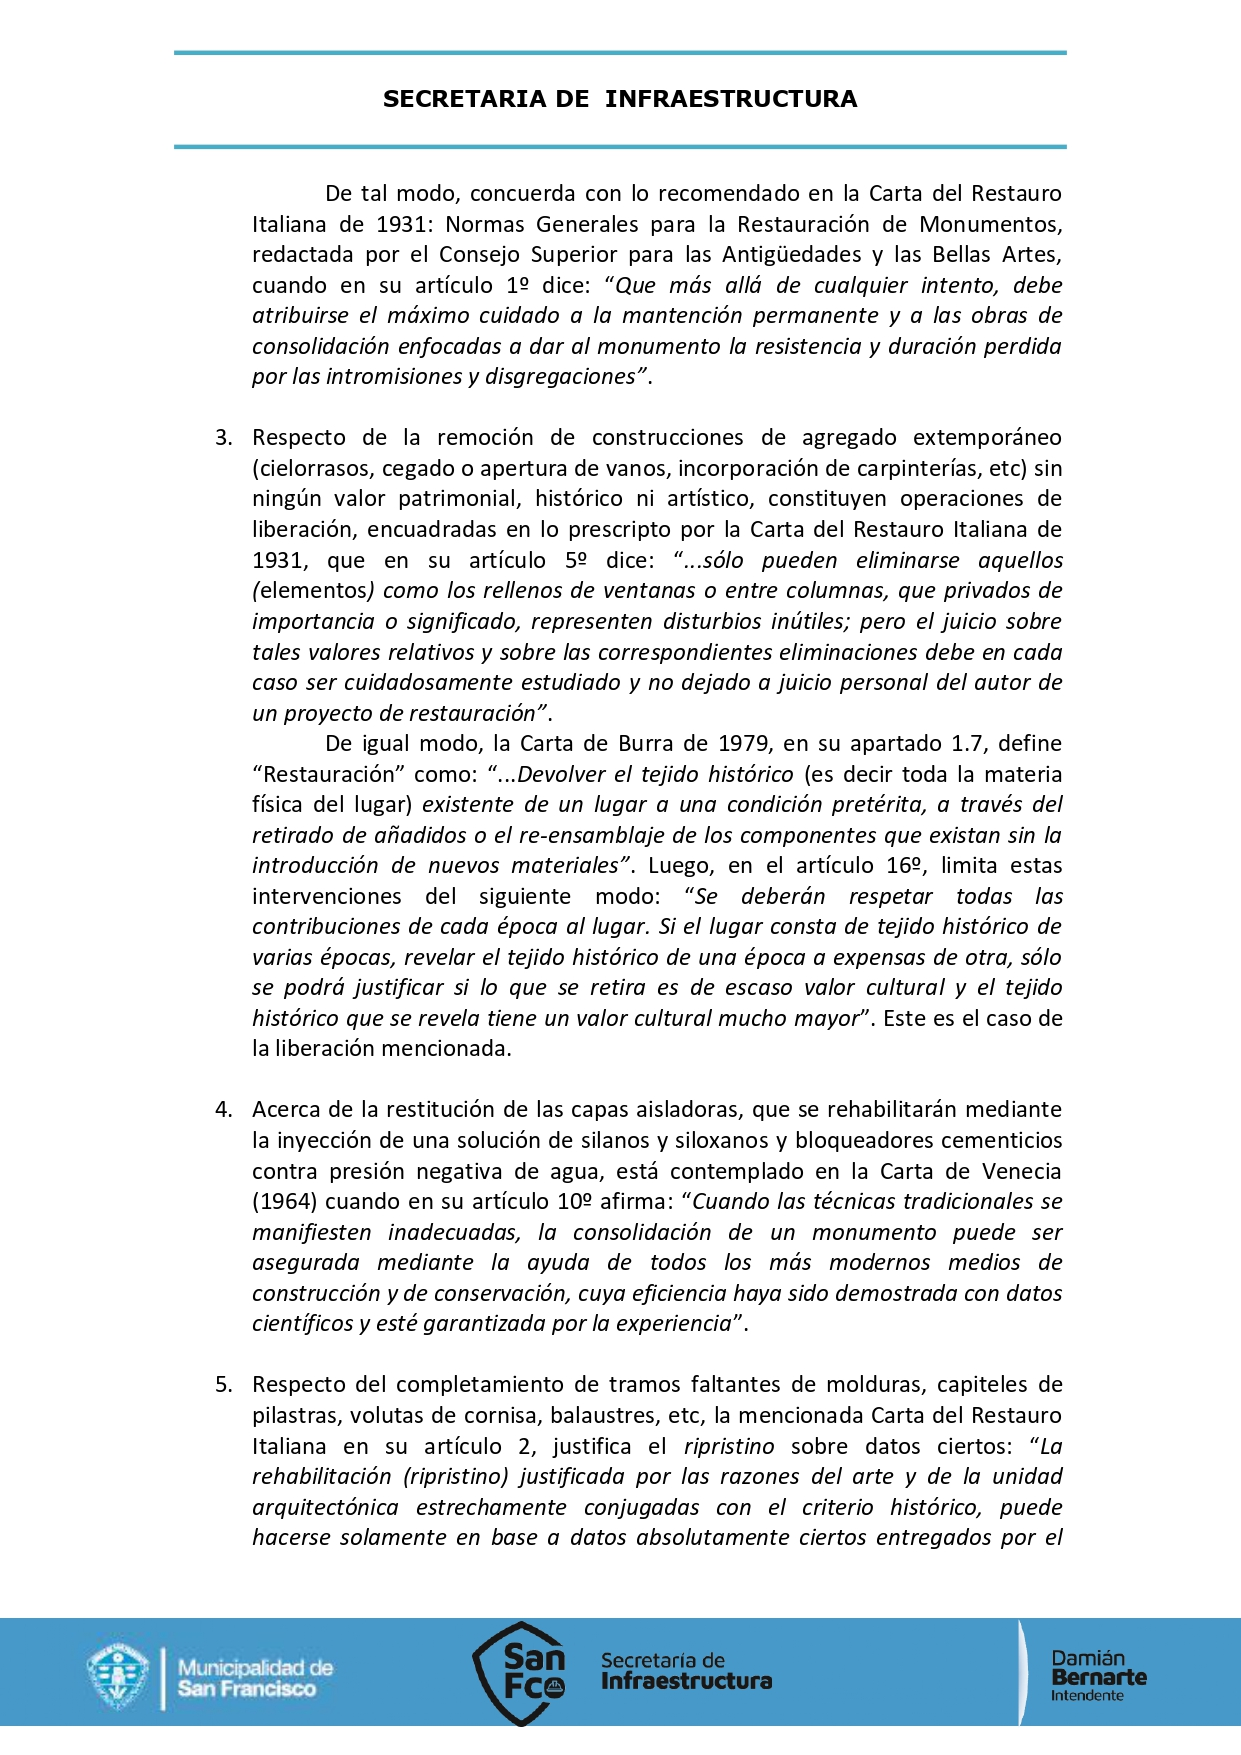 SECRETARIA DE INFRAESTRUCTURA
De tal modo, concuerda con lo recomendado en la Carta del Restauro
Italiana de 1931: Normas Generales para la Restauración de Monumentos,
redactada por el Consejo Superior para las Antigüedades y las Bellas Artes,
cuando en su artículo 1º dice: “Que más allá de cualquier intento, debe
atribuirse el máximo cuidado a la mantención permanente y a las obras de
consolidación enfocadas a dar al monumento la resistencia y duración perdida
por las intromisiones y disgregaciones”.
3. Respecto de la remoción de construcciones de agregado extemporáneo
(cielorrasos, cegado o apertura de vanos, incorporación de carpinterías, etc) sin
ningún valor patrimonial, histórico ni artístico, constituyen operaciones de
liberación, encuadradas en lo prescripto por la Carta del Restauro Italiana de
1931, que en su artículo 5º dice: “...sólo pueden eliminarse aquellos
(elementos) como los rellenos de ventanas o entre columnas, que privados de
importancia o significado, representen disturbios inútiles; pero el juicio sobre
tales valores relativos y sobre las correspondientes eliminaciones debe en cada
caso ser cuidadosamente estudiado y no dejado a juicio personal del autor de
un proyecto de restauración”.
De igual modo, la Carta de Burra de 1979, en su apartado 1.7, define
“Restauración” como: “...Devolver el tejido histórico (es decir toda la materia
física del lugar) existente de un lugar a una condición pretérita, a través del
retirado de añadidos o el re-ensamblaje de los componentes que existan sin la
introducción de nuevos materiales”. Luego, en el artículo 16º, limita estas
intervenciones del siguiente modo: “Se deberán respetar todas las
contribuciones de cada época al lugar. Si el lugar consta de tejido histórico de
varias épocas, revelar el tejido histórico de una época a expensas de otra, sólo
se podrá justificar si lo que se retira es de escaso valor cultural y el tejido
histórico que se revela tiene un valor cultural mucho mayor”. Este es el caso de
la liberación mencionada.
4. Acerca de la restitución de las capas aisladoras, que se rehabilitarán mediante
la inyección de una solución de silanos y siloxanos y bloqueadores cementicios
contra presión negativa de agua, está contemplado en la Carta de Venecia
(1964) cuando en su artículo 10º afirma: “Cuando las técnicas tradicionales se
manifiesten inadecuadas, la consolidación de un monumento puede ser
asegurada mediante la ayuda de todos los más modernos medios de
construcción y de conservación, cuya eficiencia haya sido demostrada con datos
científicos y esté garantizada por la experiencia”.
5. Respecto del completamiento de tramos faltantes de molduras, capiteles de
pilastras, volutas de cornisa, balaustres, etc, la mencionada Carta del Restauro
Italiana en su artículo 2, justifica el ripristino sobre datos ciertos: “La
rehabilitación (ripristino) justificada por las razones del arte y de la unidad
arquitectónica estrechamente conjugadas con el criterio histórico, puede
hacerse solamente en base a datos absolutamente ciertos entregados por el
Municipalidad de
San Francisco
San
Fco
Secretaría de
Infraestructura
Damián
Bernarte
Intendente